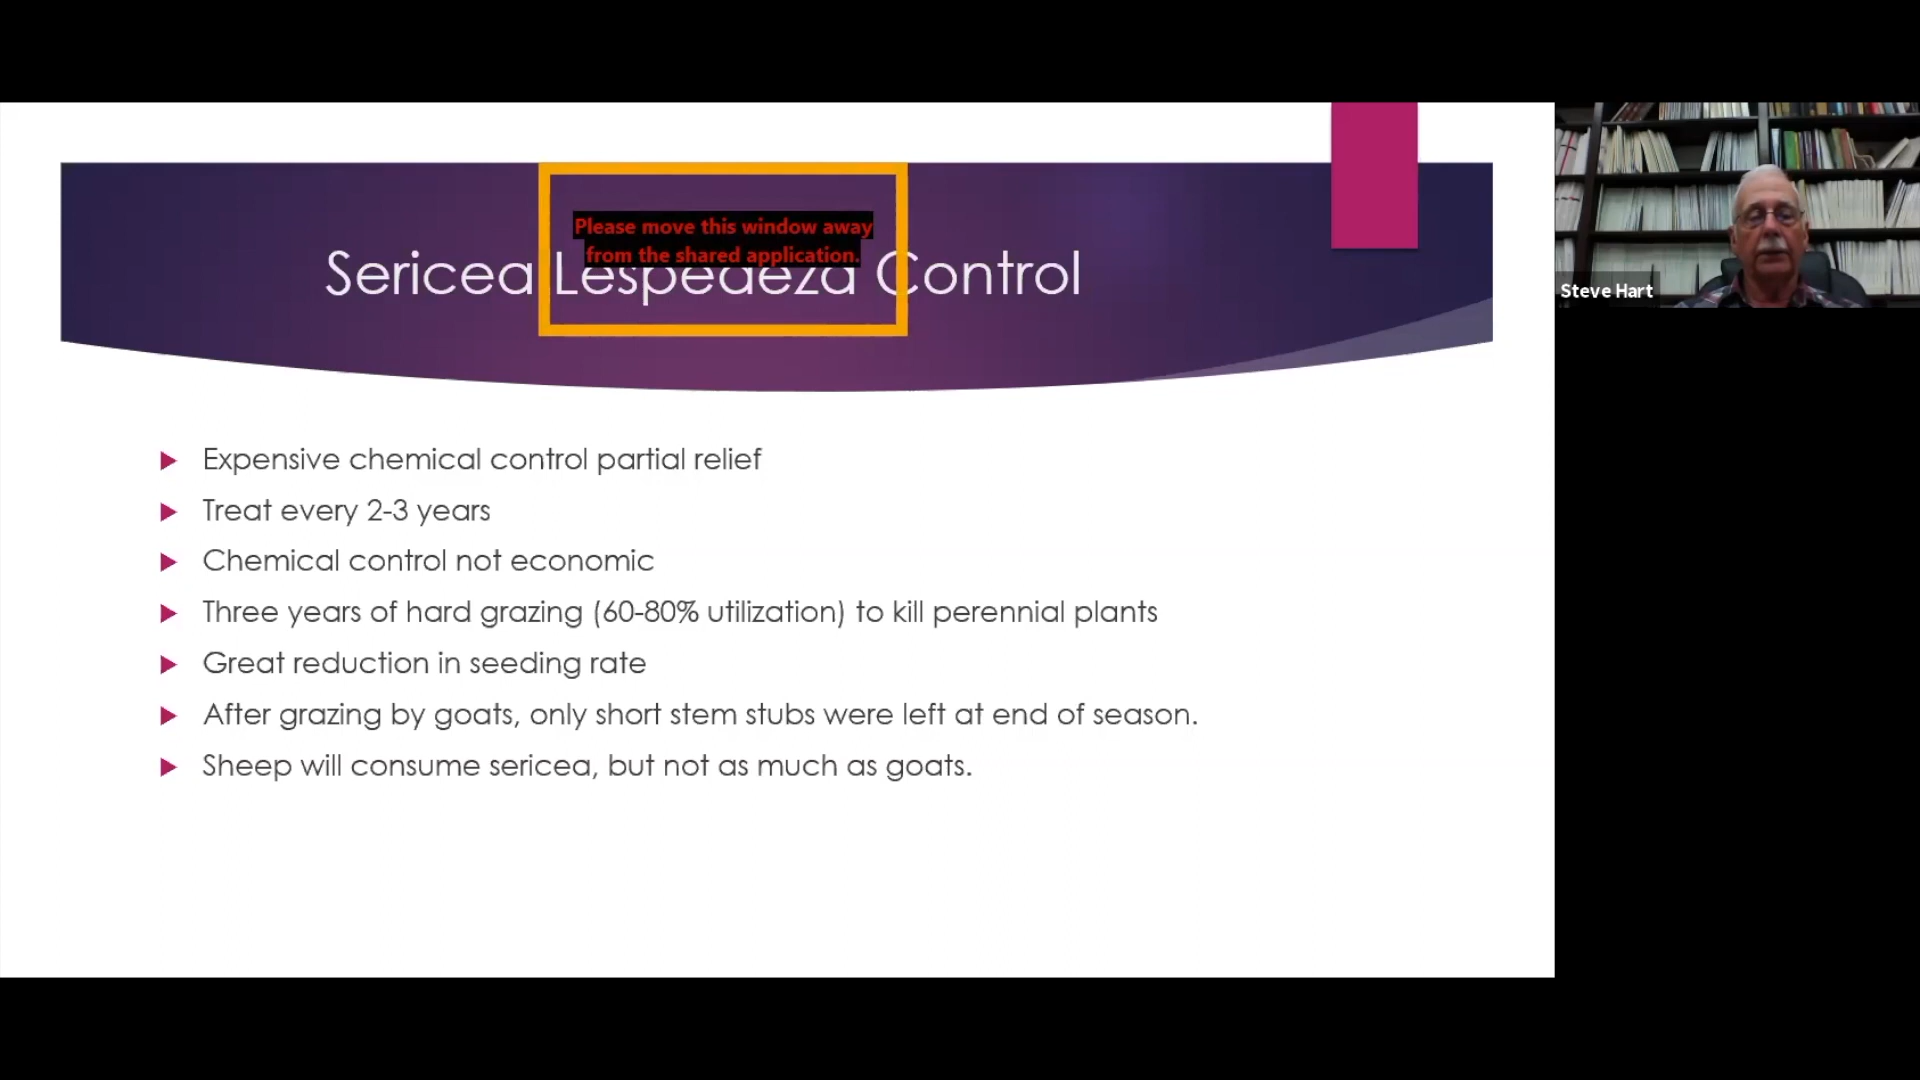 Please move this window away
from the shared application.
Sericea Lespedeza Control
Steve Hart
Expensive chemical control partial relief
Treat every 2-3 years
Chemical control not economic
Three years of hard grazing (60-80% utilization) to kill perennial plants
Great reduction in seeding rate
After grazing by goats, only short stem stubs were left at end of season.
Sheep will consume sericea, but not as much as goats.